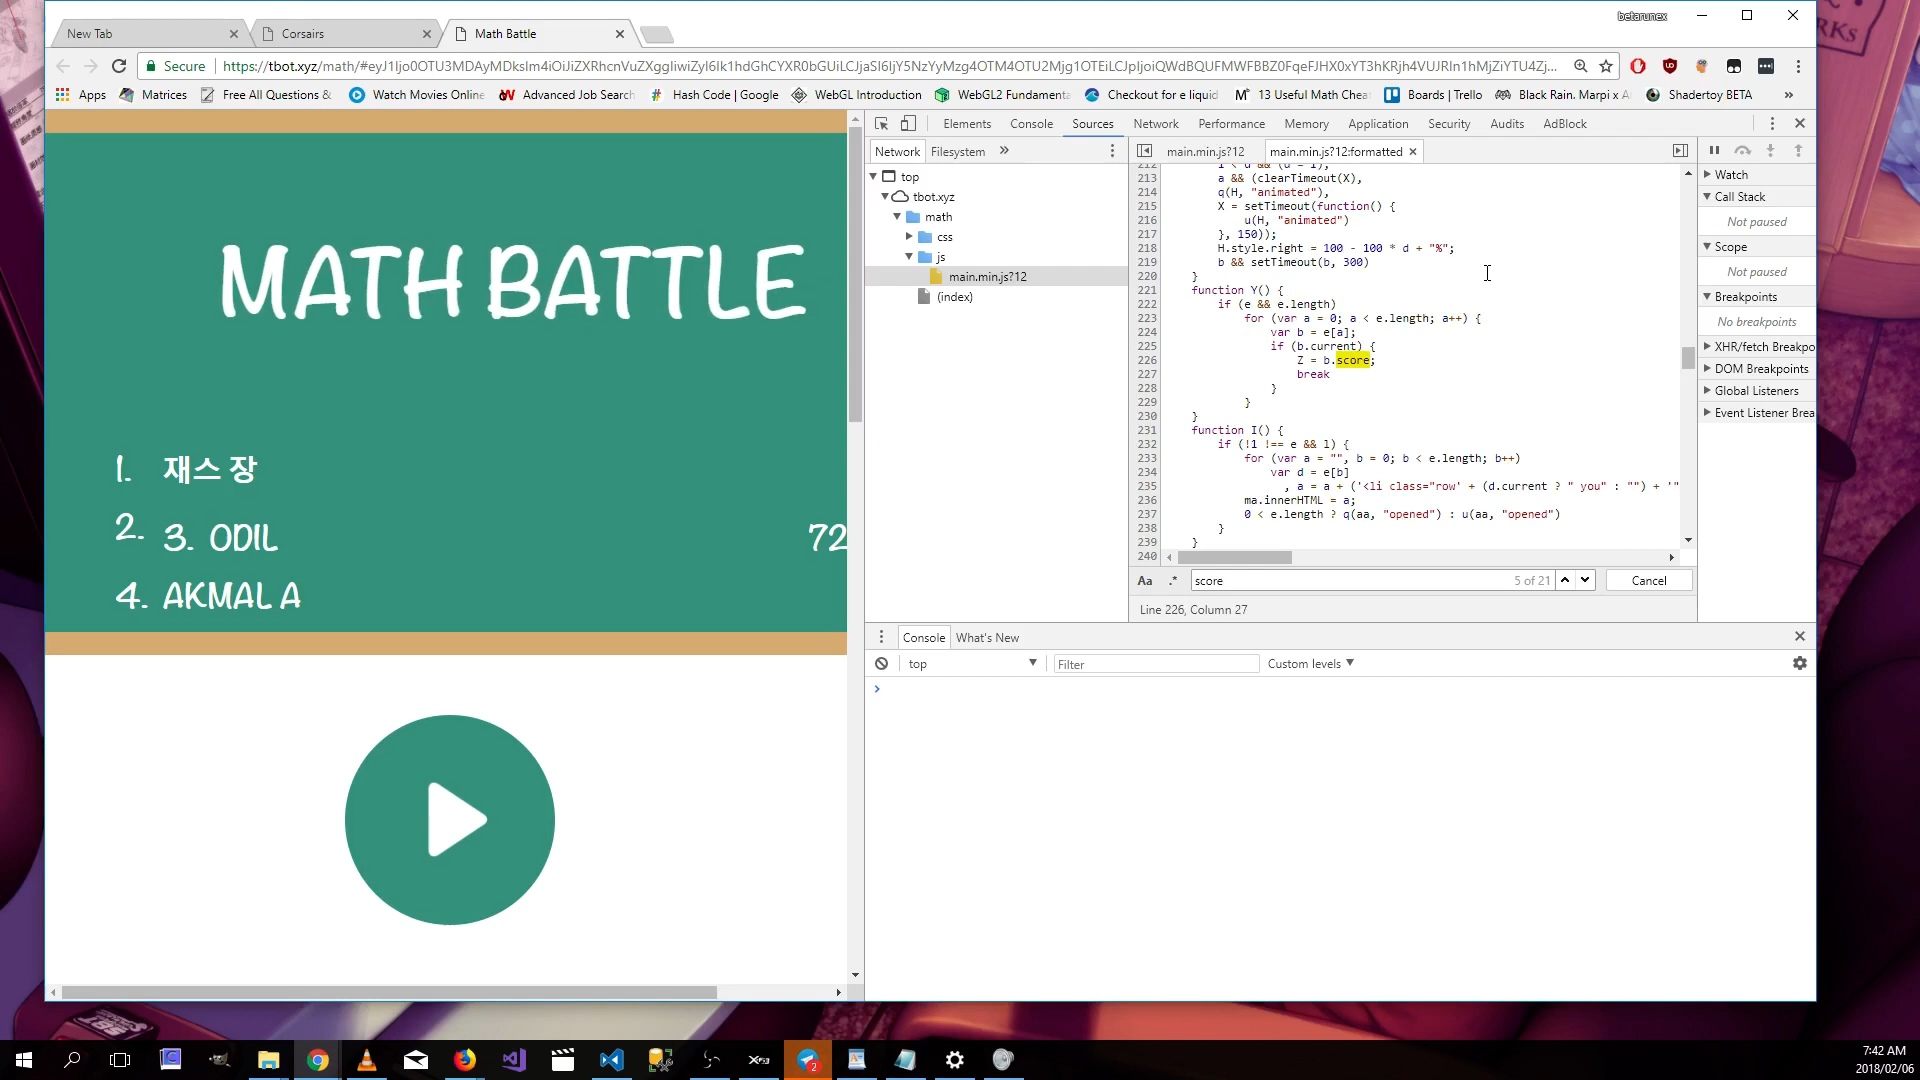 betarunex
New Tab
Corsairs
Math Battle
Secure
Apps
Matrices
Free All Questions &
Watch Movies Online
Advanced Job Search
Hash Code | Google
WebGL Introduction
WebGL2 Fundamenta
Checkout for e liquid
13 Useful Math Chea
Boards | Trello
Black Rain. Marpi x A
Shadertoy BETA
»
MATH BATTLE
1. 재스 장
2. 3. ODIL 72
4. AKMAL A
Elements Console Sources Network Performance Memory Application Security Audits AdBlock
Network Filesystem »
top
tbot.xyz
math
css
js
main.min.js?12
(index)
main.min.js?12 main.min.js?12:formatted
213 a && (clearTimeout(X),
214 q(H, "animated"),
215 X = setTimeout(function() {
216 u(H, "animated")
217 }, 150));
218 H.style.right = 100 - 100 * d + "%";
219 b && setTimeout(b, 300)
220 }
221 function Y() {
222 if (e && e.length)
223 for (var a = 0; a < e.length; a++) {
224 var b = e[a];
225 if (b.current) {
226 Z = b.score;
227 break
228 }
229 }
230 }
231 function I() {
232 if (!1 !== e && l) {
233 for (var a = "", b = 0; b < e.length; b++)
234 var d = e[b]
235 , a = a + ('<li class="row' + (d.current ? " you" : "") + '"
236 ma.innerHTML = a;
237 0 < e.length ? q(aa, "opened") : u(aa, "opened")
238 }
239 }
240
Aa .* score 5 of 21 Cancel
Line 226, Column 27
Watch
Call Stack
Not paused
Scope
Not paused
Breakpoints
No breakpoints
XHR/fetch Breakpo
DOM Breakpoints
Global Listeners
Event Listener Brea
Console What's New
top Filter Custom levels
7:42 AM
2018/02/06